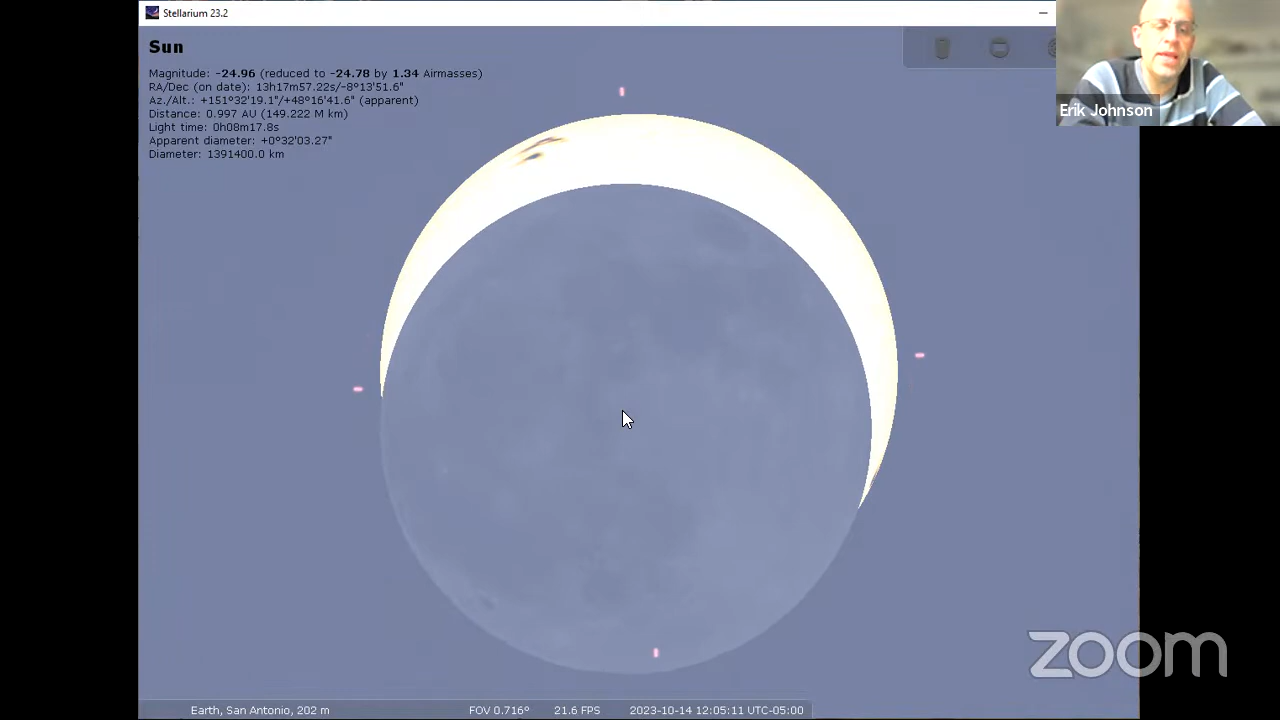 Stellarium 23.2
Sun
Magnitude: -24.96 (reduced to -24.78 by 1.34 Airmasses)
RA/Dec (on date): 13h17m57.22s/-8°13'51.6"
Az./Alt.: +151°32'19.1"/+48°16'41.6" (apparent)
Distance: 0.997 AU (149.222 M km)
Light time: 0h08m17.8s
Apparent diameter: +0°32'03.27"
Diameter: 1391400.0 km
Erik Johnson
zoom
Earth, San Antonio, 202 m FOV 0.716° 21.6 FPS 2023-10-14 12:05:11 UTC-05:00